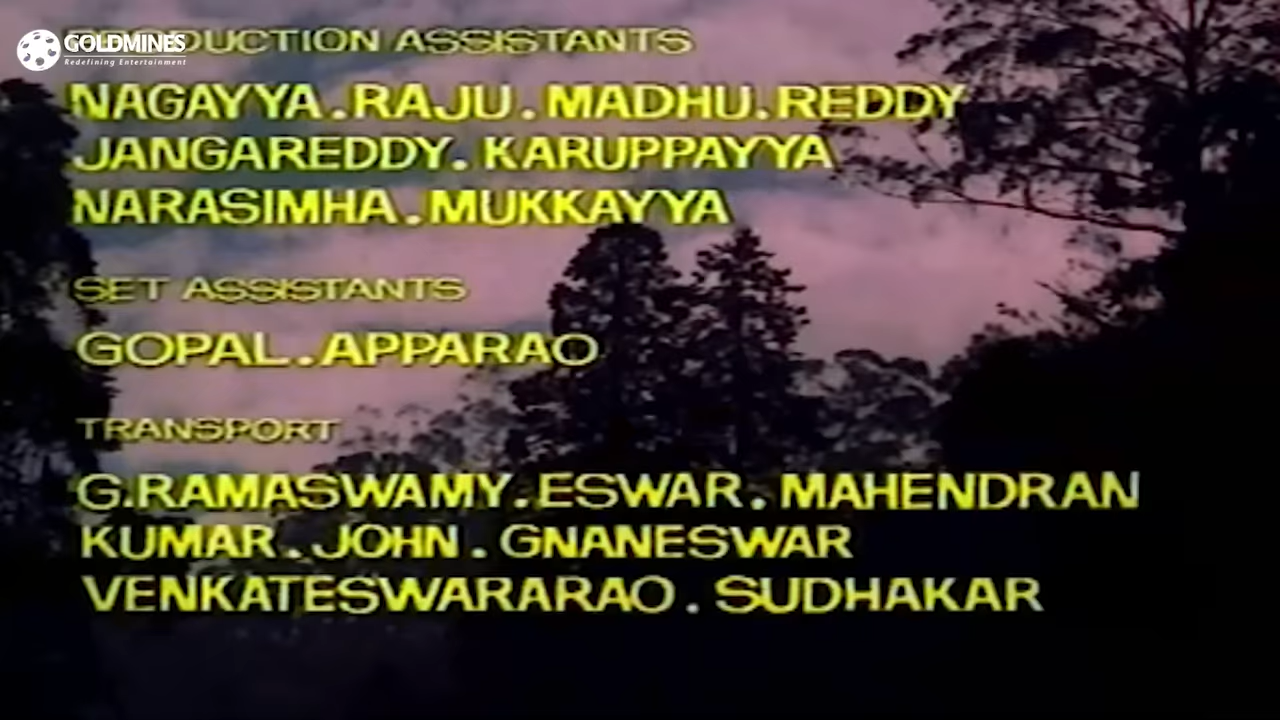 GOLDMINES
Redefining Entertainment
PRODUCTION ASSISTANTS
NAGAYYA.RAJU.MADHU.REDDY
JANGAREDDY.KARUPPAYYA
NARASIMHA.MUKKAYYA
SET ASSISTANTS
GOPAL.APPARAO
TRANSPORT
G.RAMASWAMY.ESWAR.MAHENDRAN
KUMAR.JOHN.GNANESWAR
VENKATESWARARAO.SUDHAKAR